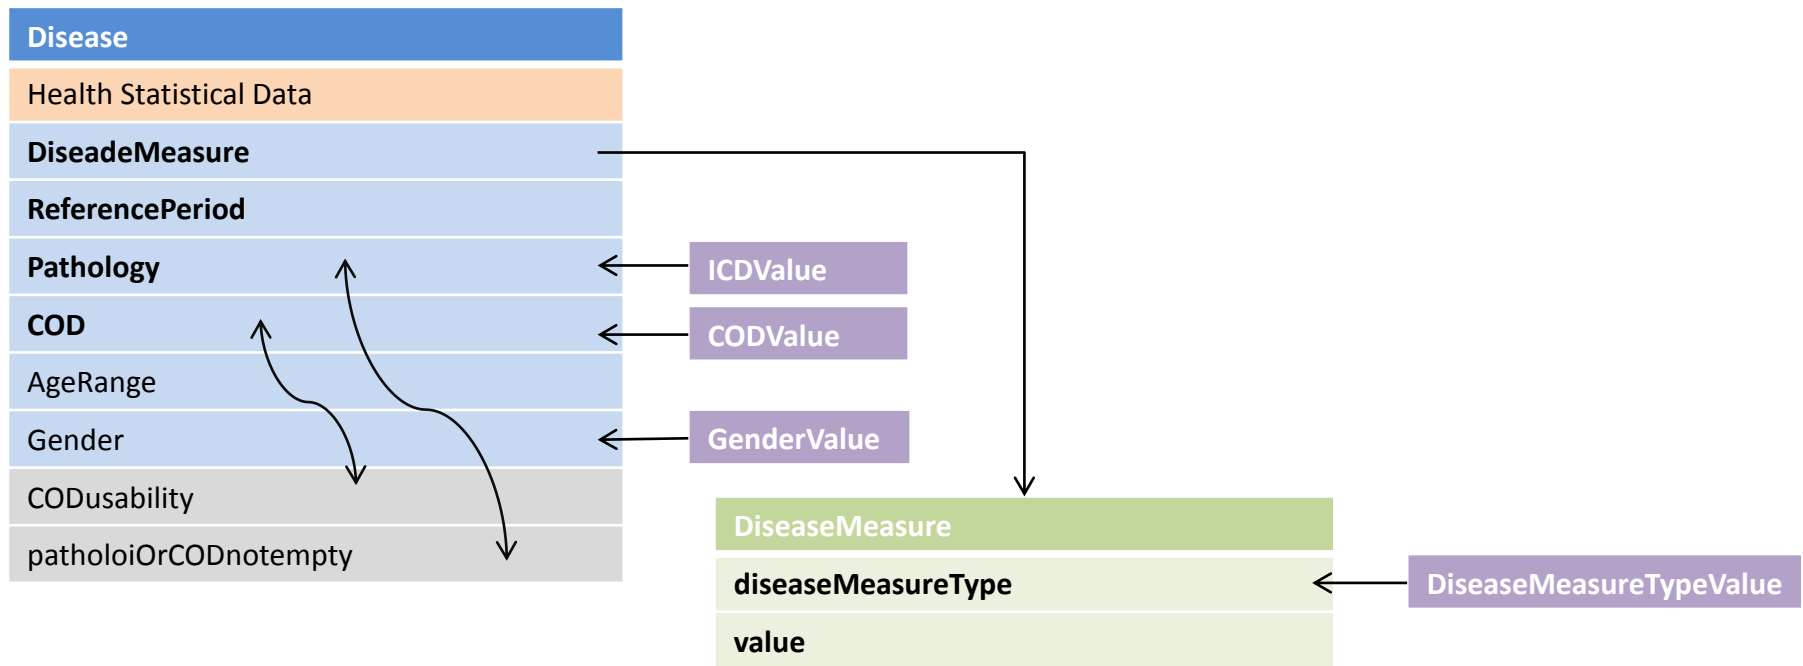 Disease
Health Statistical Data
DiseadeMeasure
ReferencePeriod
Pathology
COD
AgeRange
Gender
CODusability
patholoiOrCODnotempty
ICDValue
CODValue
GenderValue
DiseaseMeasure
diseaseMeasureType
value
DiseaseMeasureTypeValue